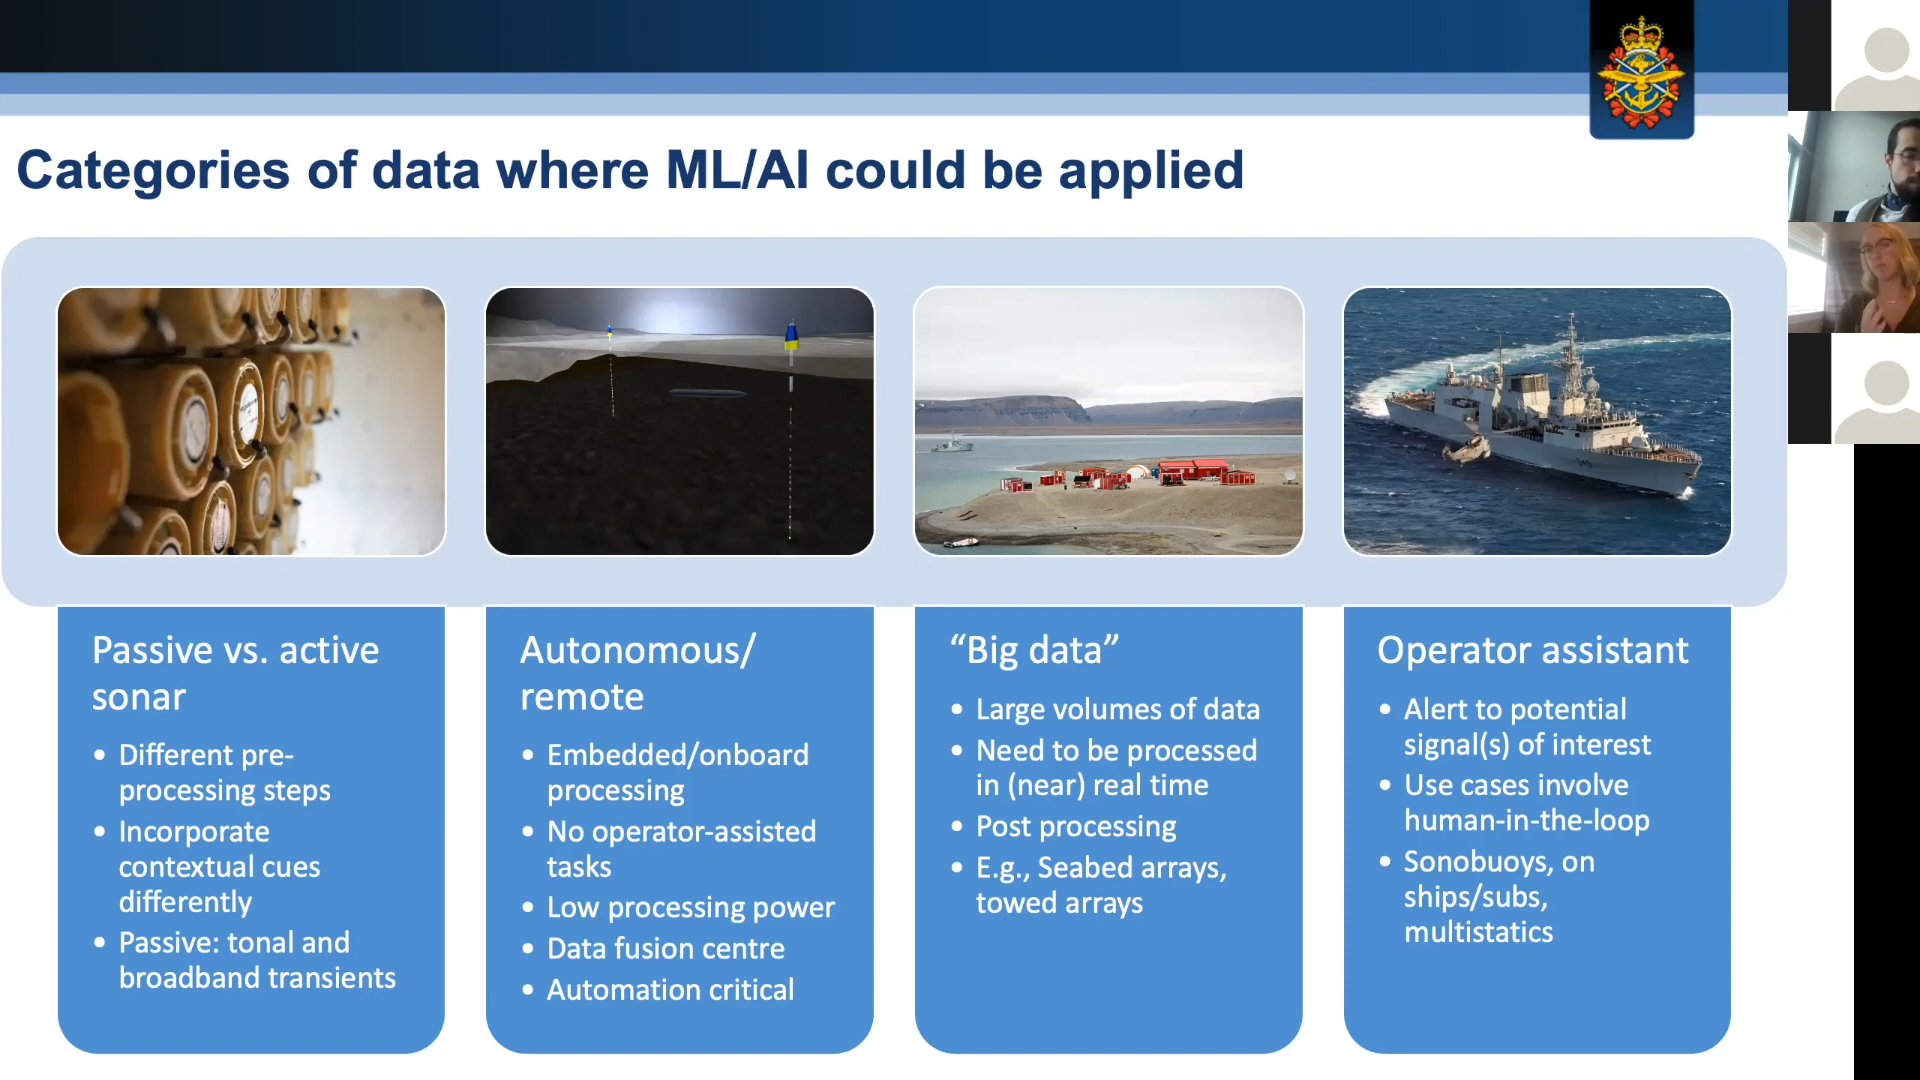 Categories of data where ML/AI could be applied
Passive vs. active
sonar
• Different pre-
processing steps
• Incorporate
contextual cues
differently
• Passive: tonal and
broadband transients
Autonomous/
remote
• Embedded/onboard
processing
• No operator-assisted
tasks
• Low processing power
• Data fusion centre
• Automation critical
“Big data”
• Large volumes of data
• Need to be processed
in (near) real time
• Post processing
• E.g., Seabed arrays,
towed arrays
Operator assistant
• Alert to potential
signal(s) of interest
• Use cases involve
human-in-the-loop
• Sonobuoys, on
ships/subs,
multistatics